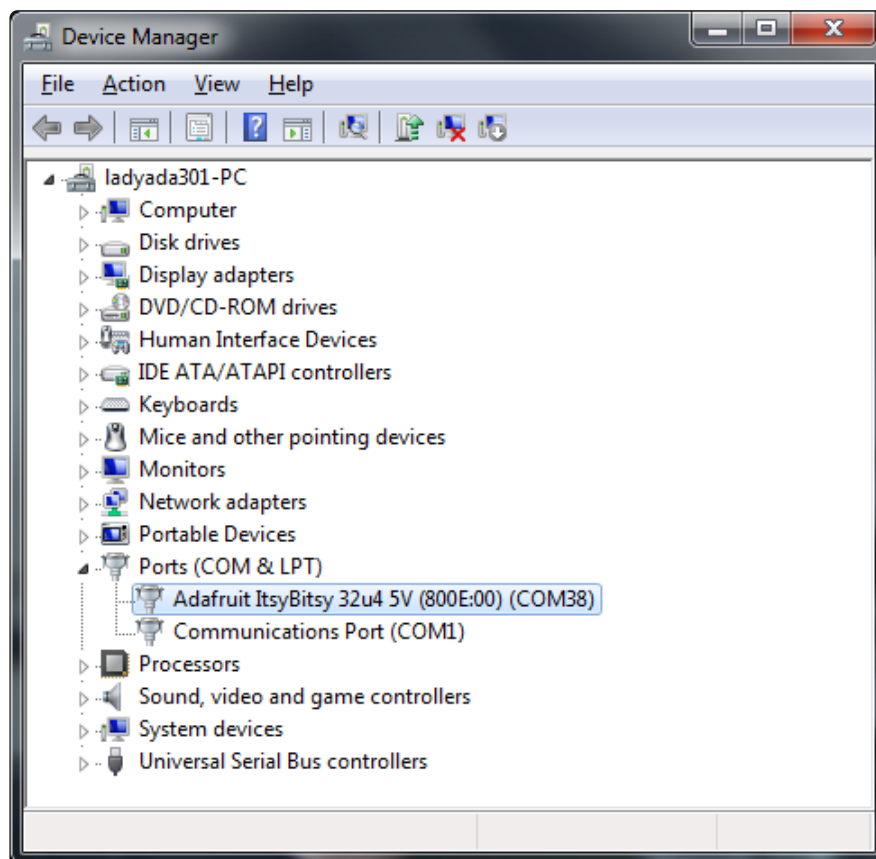 Device Manager
File Action View Help
ladyada301-PC
Computer
Disk drives
Display adapters
DVD/CD-ROM drives
Human Interface Devices
IDE ATA/ATAPI controllers
Keyboards
Mice and other pointing devices
Monitors
Network adapters
Portable Devices
Ports (COM & LPT)
Adafruit ItsyBitsy 32u4 5V (800E:00) (COM38)
Communications Port (COM1)
Processors
Sound, video and game controllers
System devices
Universal Serial Bus controllers